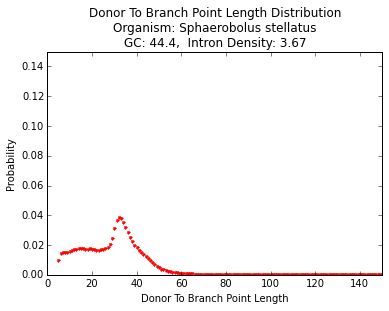 Donor To Branch Point Length Distribution
Organism: Sphaerobolus stellatus
GC: 44.4,  Intron Density: 3.67
0.14
0.12
0.10
0.08
0.06
0.04
0.02
0.00
Probability
0 20 40 60 80 100 120 140
Donor To Branch Point Length